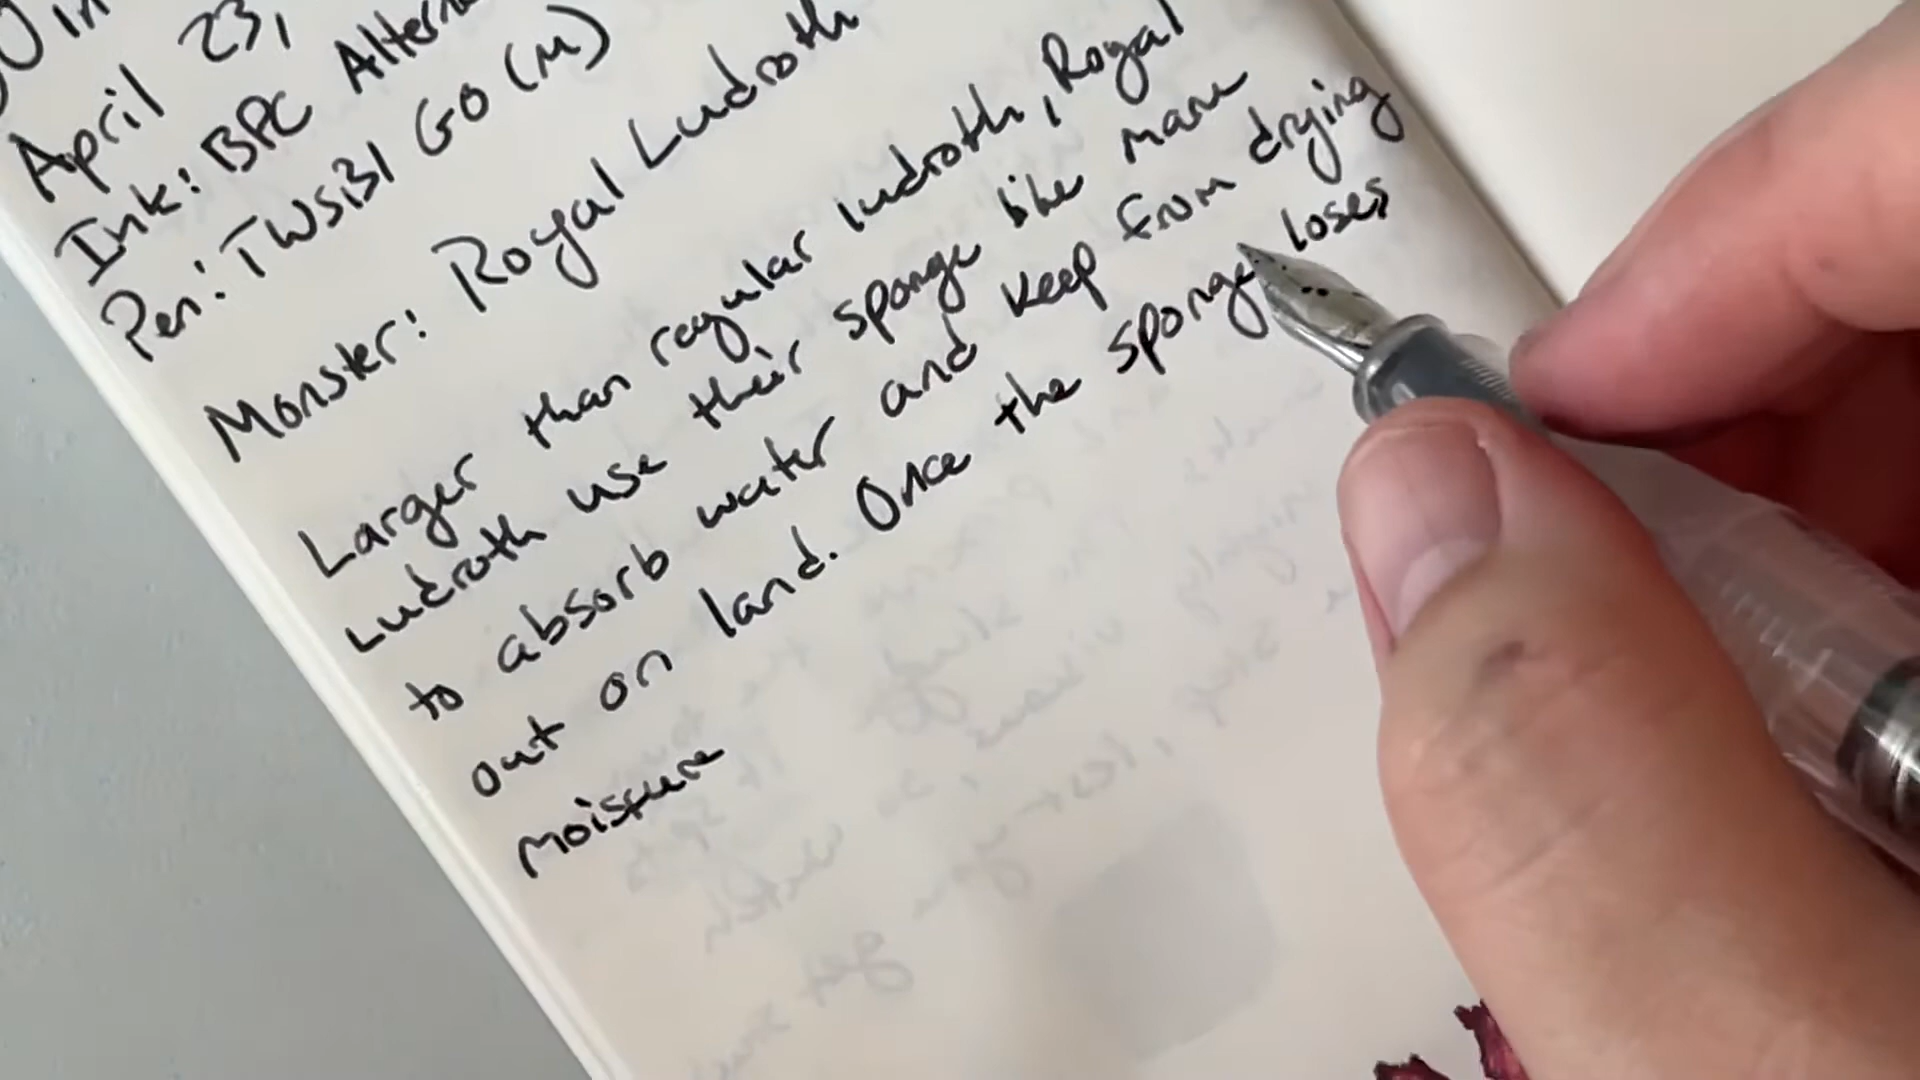 April 23,
Ink: BPC
Pen: TWSBI GO (M)
Monster: Royal Ludroth
Larger than regular ludroth, Royal
Ludroth use their sponge like mane
to absorb water and keep from drying
out on land. Once the sponge loses
moisture